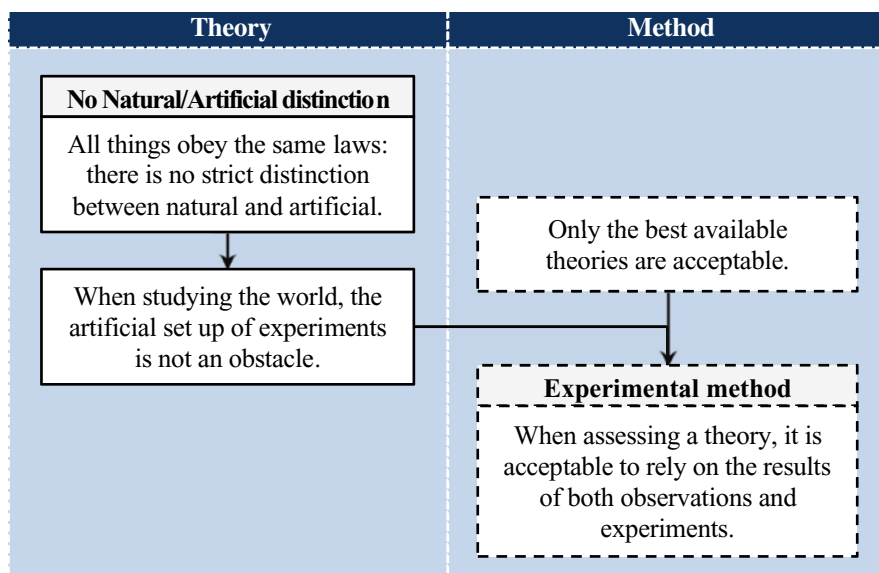 Theory
Method
No Natural/Artificial distinction
All things obey the same laws:
there is no strict distinction
between natural and artificial.
When studying the world, the
artificial set up of experiments
is not an obstacle.
Only the best available
theories are acceptable.
Experimental method
When assessing a theory, it is
acceptable to rely on the results
of both observations and
experiments.